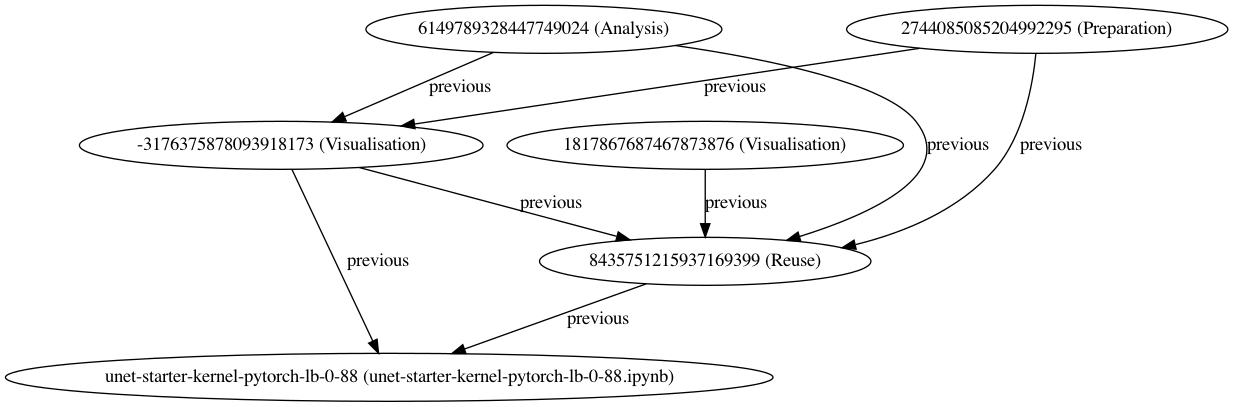 6149789328447749024 (Analysis)
2744085085204992295 (Preparation)
previous
previous
-3176375878093918173 (Visualisation)
1817867687467873876 (Visualisation)
previous
previous
previous
previous
8435751215937169399 (Reuse)
previous
previous
unet-starter-kernel-pytorch-lb-0-88 (unet-starter-kernel-pytorch-lb-0-88.ipynb)